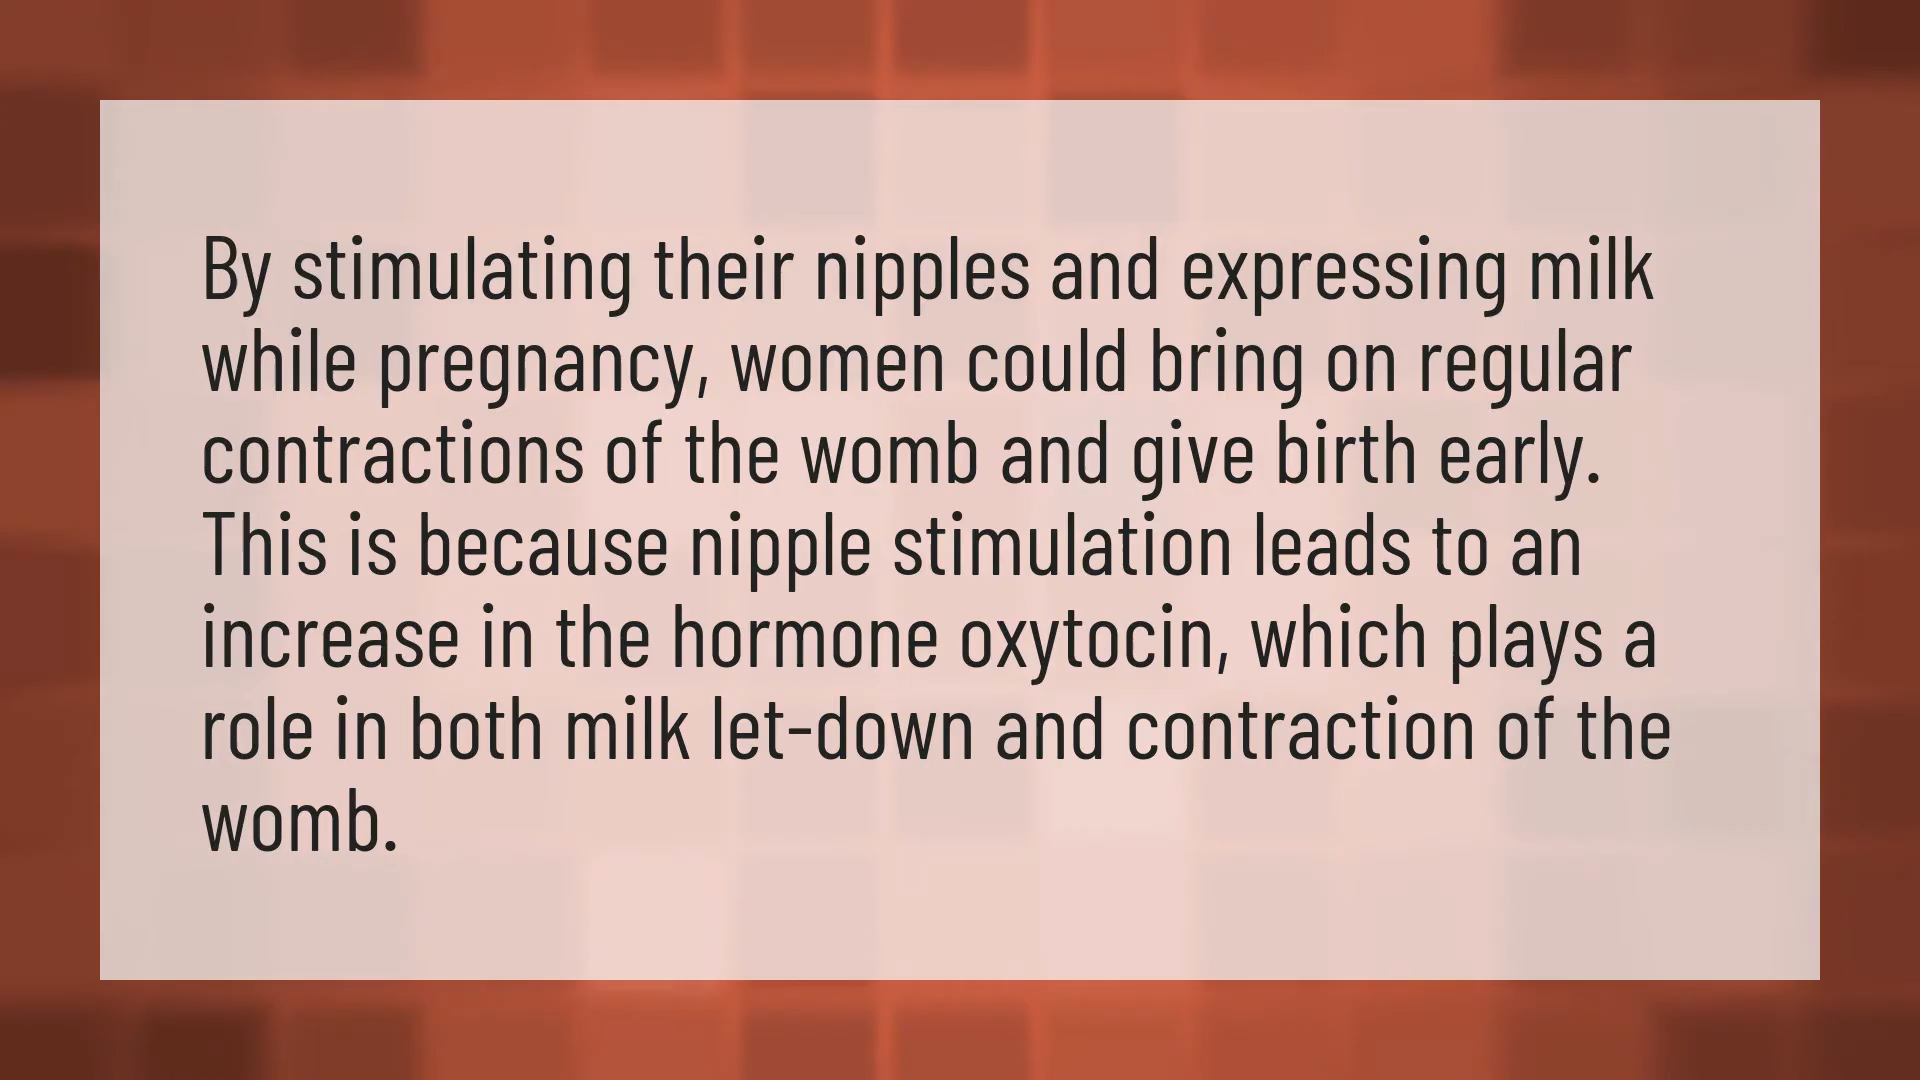 By stimulating their nipples and expressing milk
while pregnancy, women could bring on regular
contractions of the womb and give birth early.
This is because nipple stimulation leads to an
increase in the hormone oxytocin, which plays a
role in both milk let-down and contraction of the
womb.